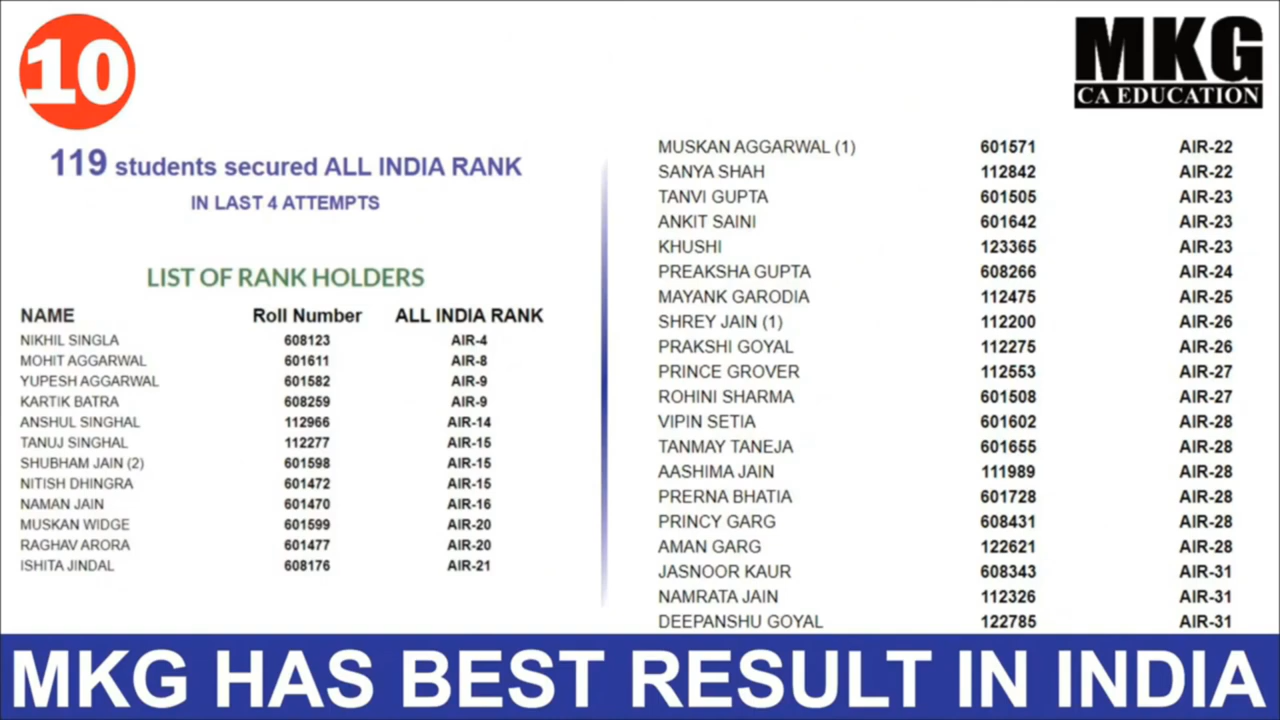 10
MKG
CA EDUCATION
119 students secured ALL INDIA RANK
IN LAST 4 ATTEMPTS
LIST OF RANK HOLDERS
NAME Roll Number ALL INDIA RANK
NIKHIL SINGLA 608123 AIR-4
MOHIT AGGARWAL 601611 AIR-8
YUPESH AGGARWAL 601582 AIR-9
KARTIK BATRA 608259 AIR-9
ANSHUL SINGHAL 112966 AIR-14
TANUJ SINGHAL 112277 AIR-15
SHUBHAM JAIN (2) 601598 AIR-15
NITISH DHINGRA 601472 AIR-15
NAMAN JAIN 601470 AIR-16
MUSKAN WIDGE 601599 AIR-20
RAGHAV ARORA 601477 AIR-20
ISHITA JINDAL 608176 AIR-21
MUSKAN AGGARWAL (1) 601571 AIR-22
SANYA SHAH 112842 AIR-22
TANVI GUPTA 601505 AIR-23
ANKIT SAINI 601642 AIR-23
KHUSHI 123365 AIR-23
PREAKSHA GUPTA 608266 AIR-24
MAYANK GARODIA 112475 AIR-25
SHREY JAIN (1) 112200 AIR-26
PRAKSHI GOYAL 112275 AIR-26
PRINCE GROVER 112553 AIR-27
ROHINI SHARMA 601508 AIR-27
VIPIN SETIA 601602 AIR-28
TANMAY TANEJA 601655 AIR-28
AASHIMA JAIN 111989 AIR-28
PRERNA BHATIA 601728 AIR-28
PRINCY GARG 608431 AIR-28
AMAN GARG 122621 AIR-28
JASNOOR KAUR 608343 AIR-31
NAMRATA JAIN 112326 AIR-31
DEEPANSHU GOYAL 122785 AIR-31
MKG HAS BEST RESULT IN INDIA